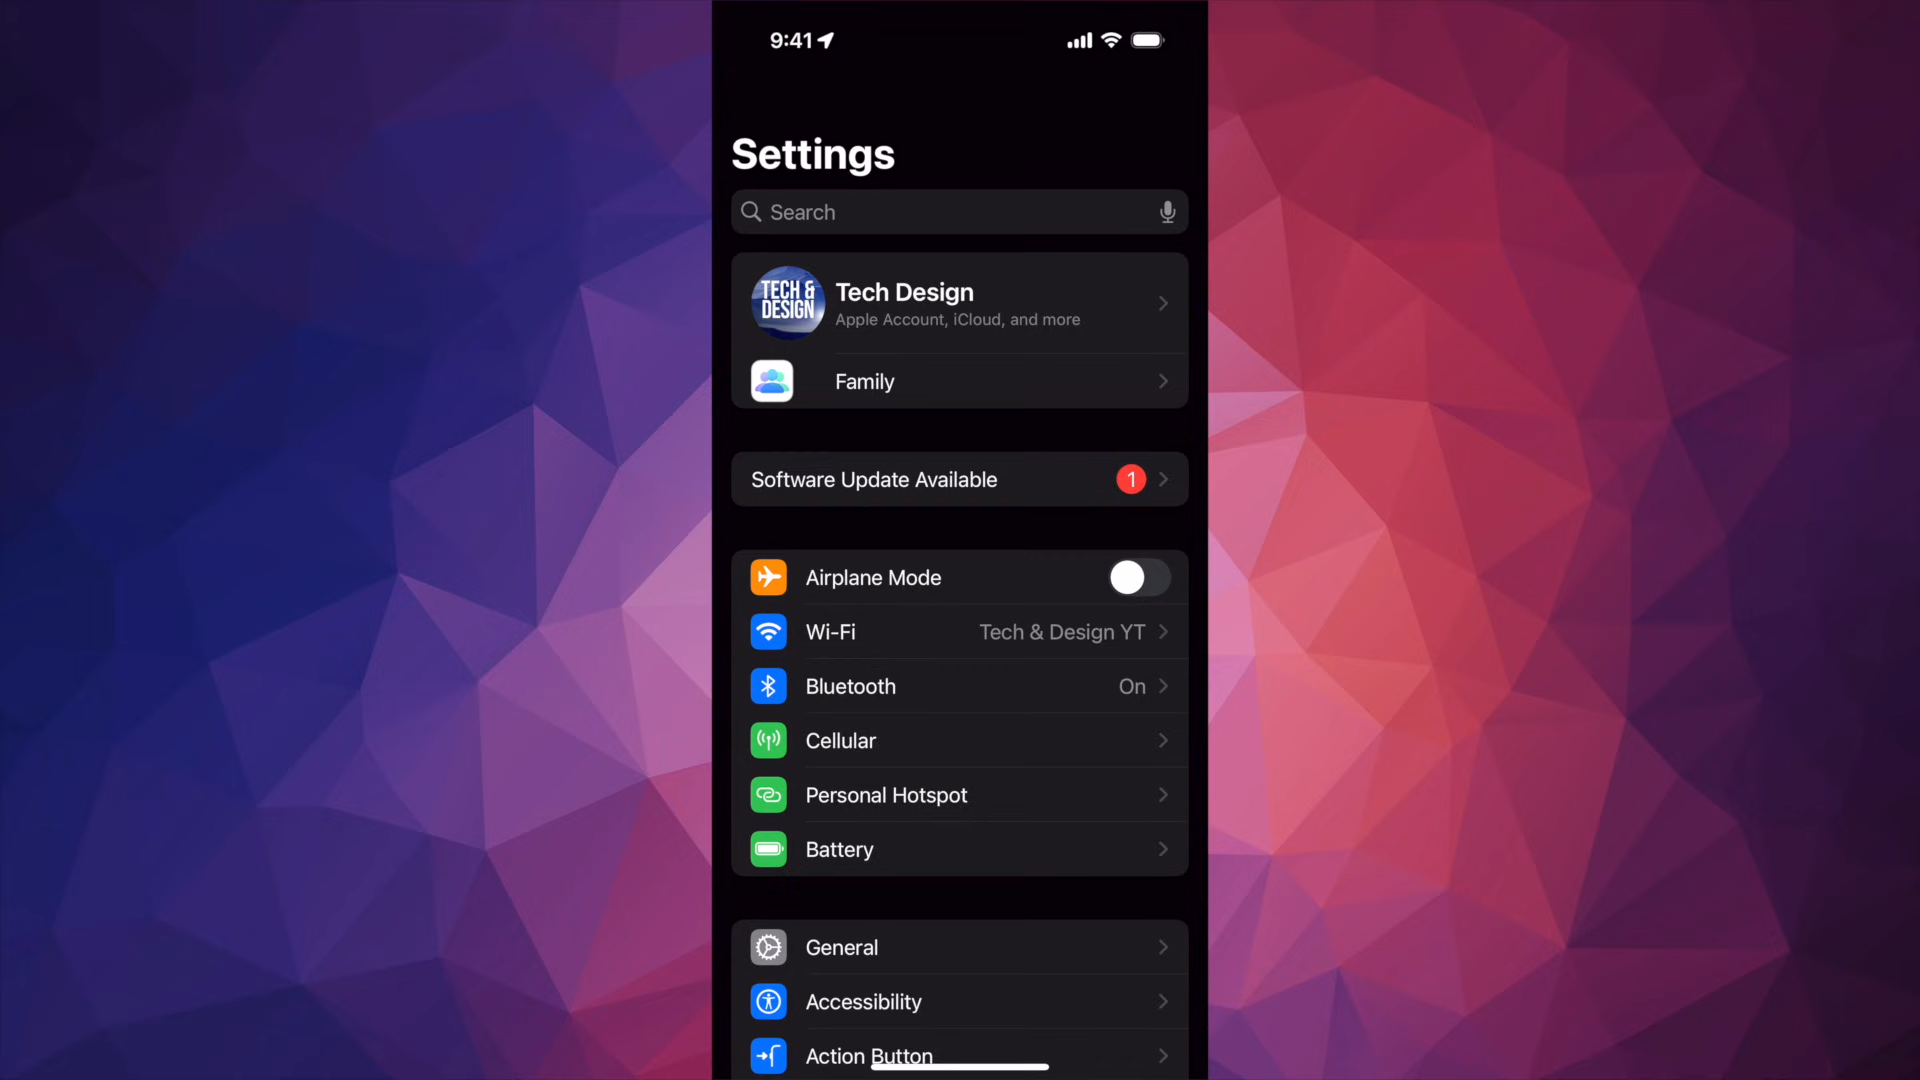 9:41
Settings
Search
TECH &
DESIGN
Tech Design
Apple Account, iCloud, and more
Family
Software Update Available 1
Airplane Mode
Wi-Fi Tech & Design YT
Bluetooth On
Cellular
Personal Hotspot
Battery
General
Accessibility
Action Button